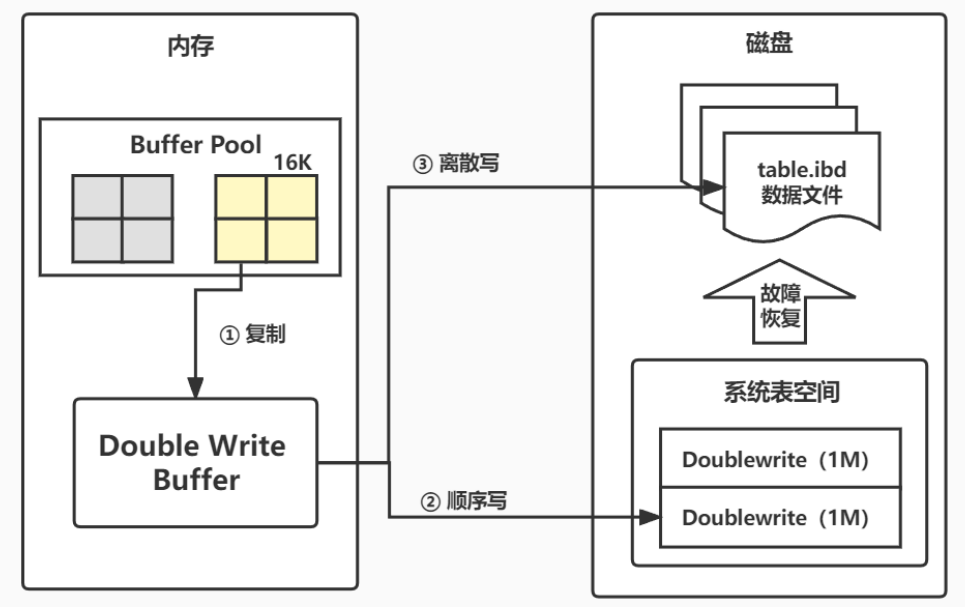 内存
Buffer Pool
16K
① 复制
Double Write
Buffer
③ 离散写
② 顺序写
磁盘
table.ibd
数据文件
故障
恢复
系统表空间
Doublewrite（1M）
Doublewrite（1M）